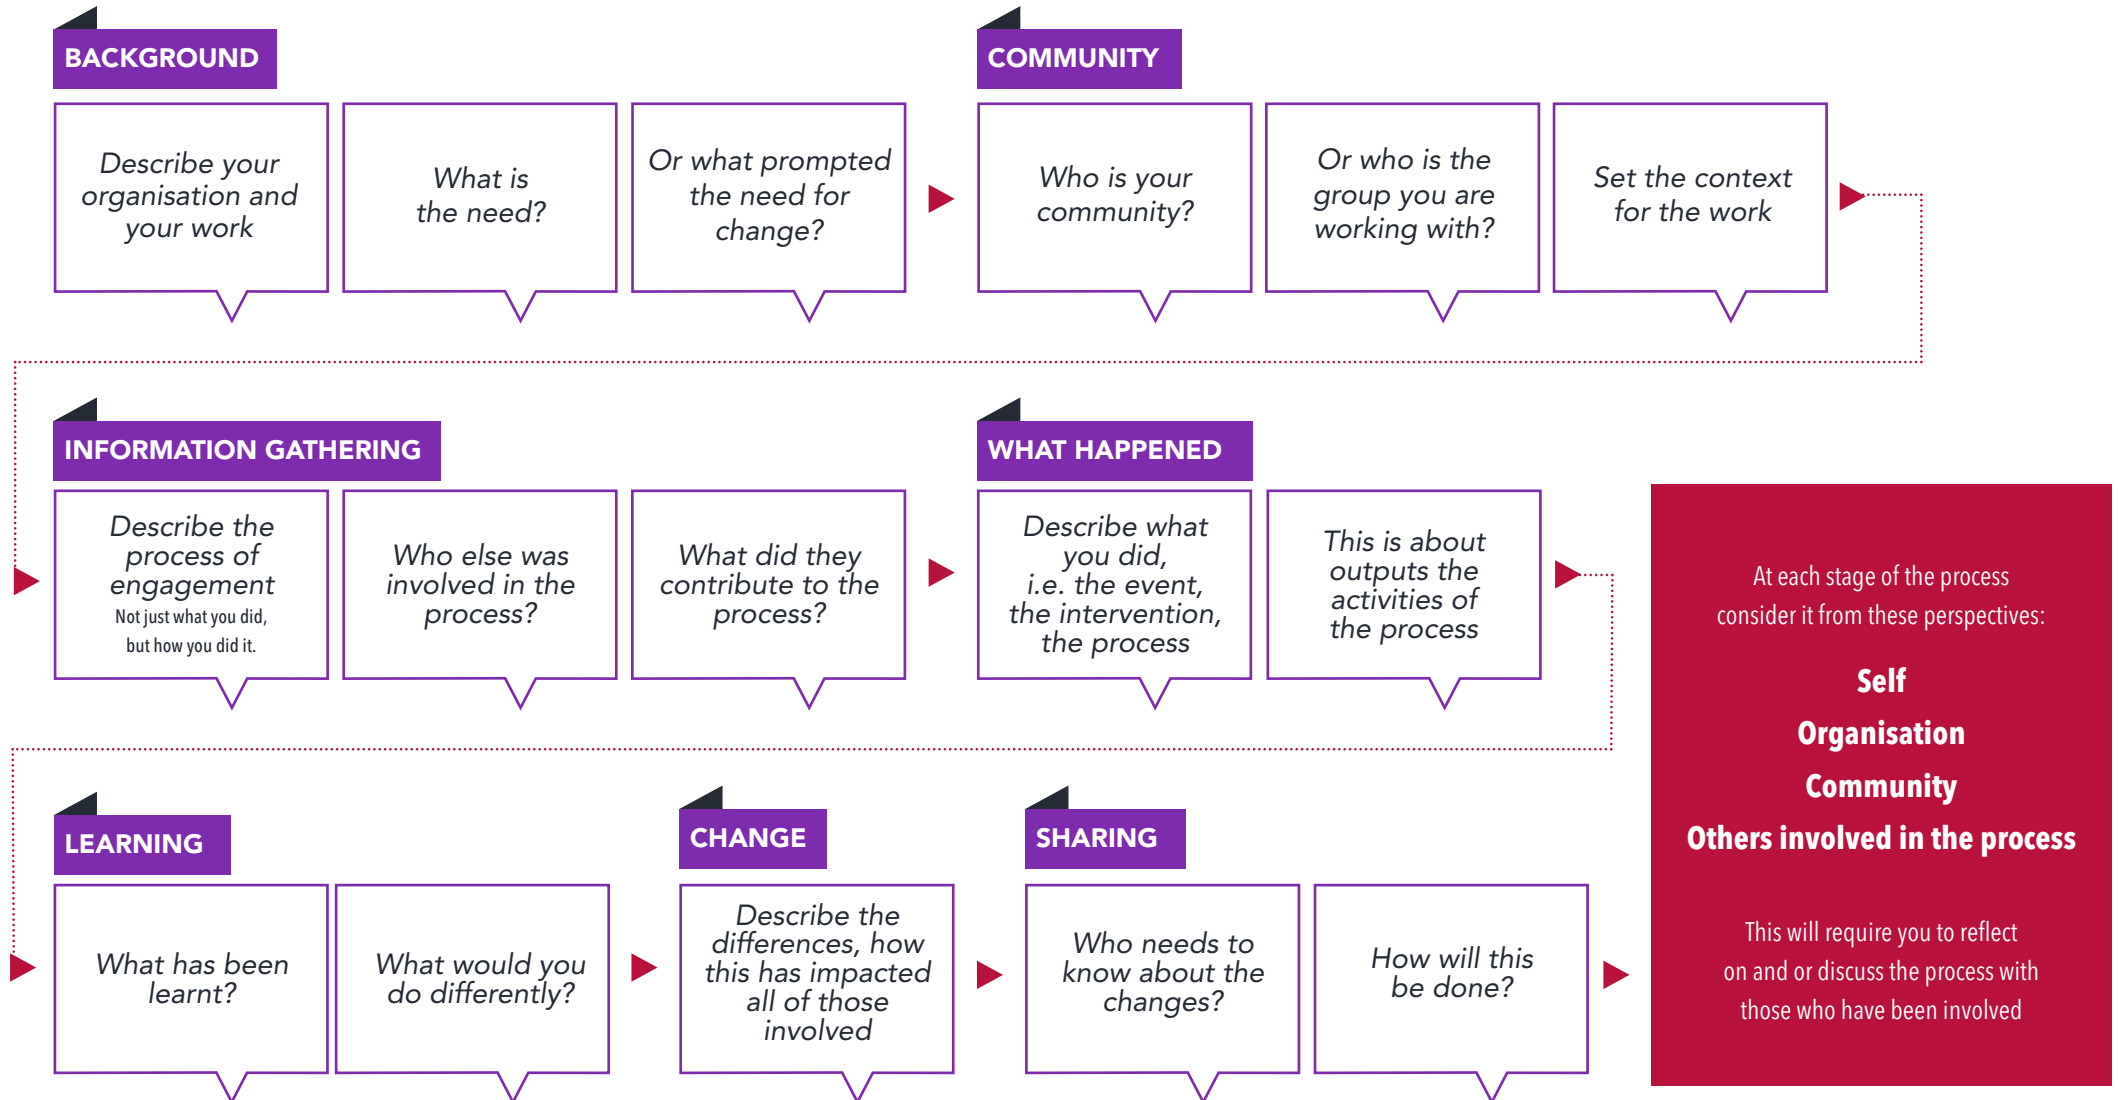 BACKGROUND
Describe your
organisation and
your work
What is
the need?
Or what prompted
the need for
change?
COMMUNITY
Who is your
community?
Or who is the
group you are
working with?
Set the context
for the work
INFORMATION GATHERING
Describe the
process of
engagement
Not just what you did,
but how you did it.
Who else was
involved in the
process?
What did they
contribute to the
process?
WHAT HAPPENED
Describe what
you did,
i.e. the event,
the intervention,
the process
This is about
outputs the
activities of
the process
LEARNING
What has been
learnt?
What would you
do differently?
CHANGE
Describe the
differences, how
this has impacted
all of those
involved
SHARING
Who needs to
know about the
changes?
How will this
be done?
At each stage of the process
consider it from these perspectives:
Self
Organisation
Community
Others involved in the process
This will require you to reflect
on and or discuss the process with
those who have been involved